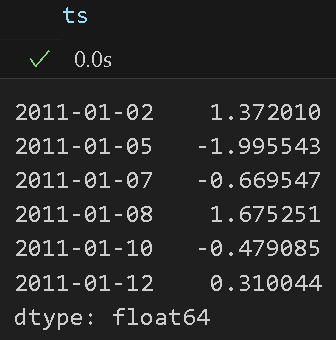 ts
0.0s
2011-01-02    1.372010
2011-01-05   -1.995543
2011-01-07   -0.669547
2011-01-08    1.675251
2011-01-10   -0.479085
2011-01-12    0.310044
dtype: float64